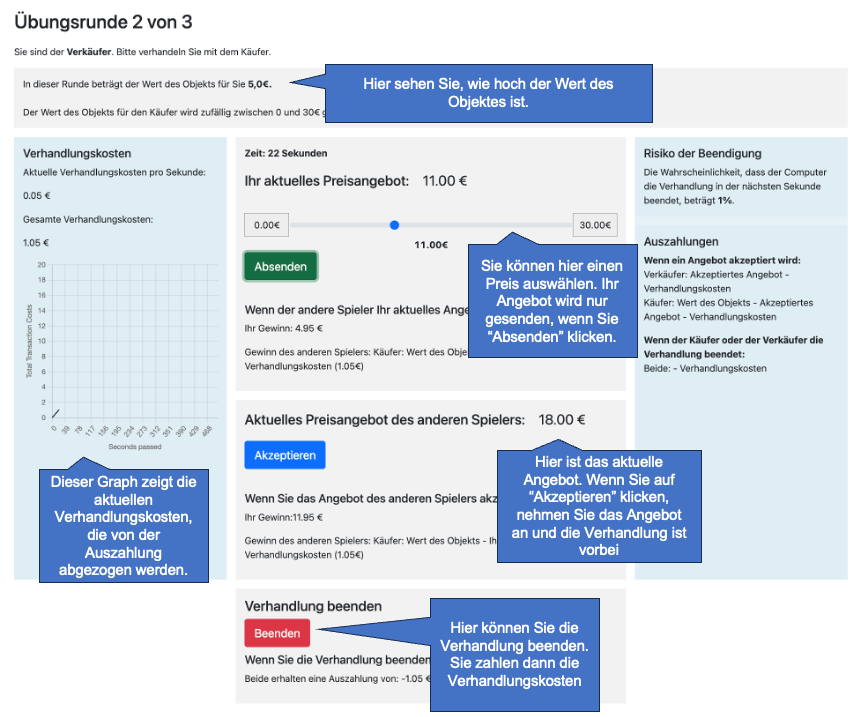 Übungsrunde 2 von 3
Sie sind der Verkäufer. Bitte verhandeln Sie mit dem Käufer.
In dieser Runde beträgt der Wert des Objekts für Sie 5,0€.
Der Wert des Objekts für den Käufer wird zufällig zwischen 0 und 30€
Hier sehen Sie, wie hoch der Wert des
Objektes ist.
Verhandlungskosten
Aktuelle Verhandlungskosten pro Sekunde:
0.05 €
Gesamte Verhandlungskosten:
1.05 €
Total Transaction Costs
20
18
16
14
12
10
8
6
4
2
0
0 39 78 117 156 195 234 273 312 351 390 429 468
Seconds passed
Dieser Graph zeigt die
aktuellen
Verhandlungskosten,
die von der
Auszahlung
abgezogen werden.
Zeit: 22 Sekunden
Ihr aktuelles Preisangebot: 11.00 €
0.00€ 30.00€
11.00€
Absenden
Sie können hier einen
Preis auswählen. Ihr
Angebot wird nur
gesenden, wenn Sie
“Absenden” klicken.
Wenn der andere Spieler Ihr aktuelles
Ihr Gewinn: 4.95 €
Gewinn des anderen Spielers: Käufer: Wert des
Verhandlungskosten (1.05€)
Aktuelles Preisangebot des anderen Spielers: 18.00 €
Akzeptieren
Hier ist das aktuelle
Angebot. Wenn Sie auf
“Akzeptieren” klicken,
nehmen Sie das Angebot
an und die Verhandlung ist
vorbei
Wenn Sie das Angebot des anderen Spielers
Ihr Gewinn:11.95 €
Gewinn des anderen Spielers: Käufer: Wert des Objekts -
Verhandlungskosten (1.05€)
Verhandlung beenden
Beenden
Wenn Sie die Verhandlung beenden
Beide erhalten eine Auszahlung von: -1.05 €
Hier können Sie die
Verhandlung beenden.
Sie zahlen dann die
Verhandlungskosten
Risiko der Beendigung
Die Wahrscheinlichkeit, dass der Computer
die Verhandlung in der nächsten Sekunde
beendet, beträgt 1%.
Auszahlungen
Wenn ein Angebot akzeptiert wird:
Verkäufer: Akzeptiertes Angebot -
Verhandlungskosten
Käufer: Wert des Objekts - Akzeptiertes
Angebot - Verhandlungskosten
Wenn der Käufer oder der Verkäufer die
Verhandlung beendet:
Beide: - Verhandlungskosten